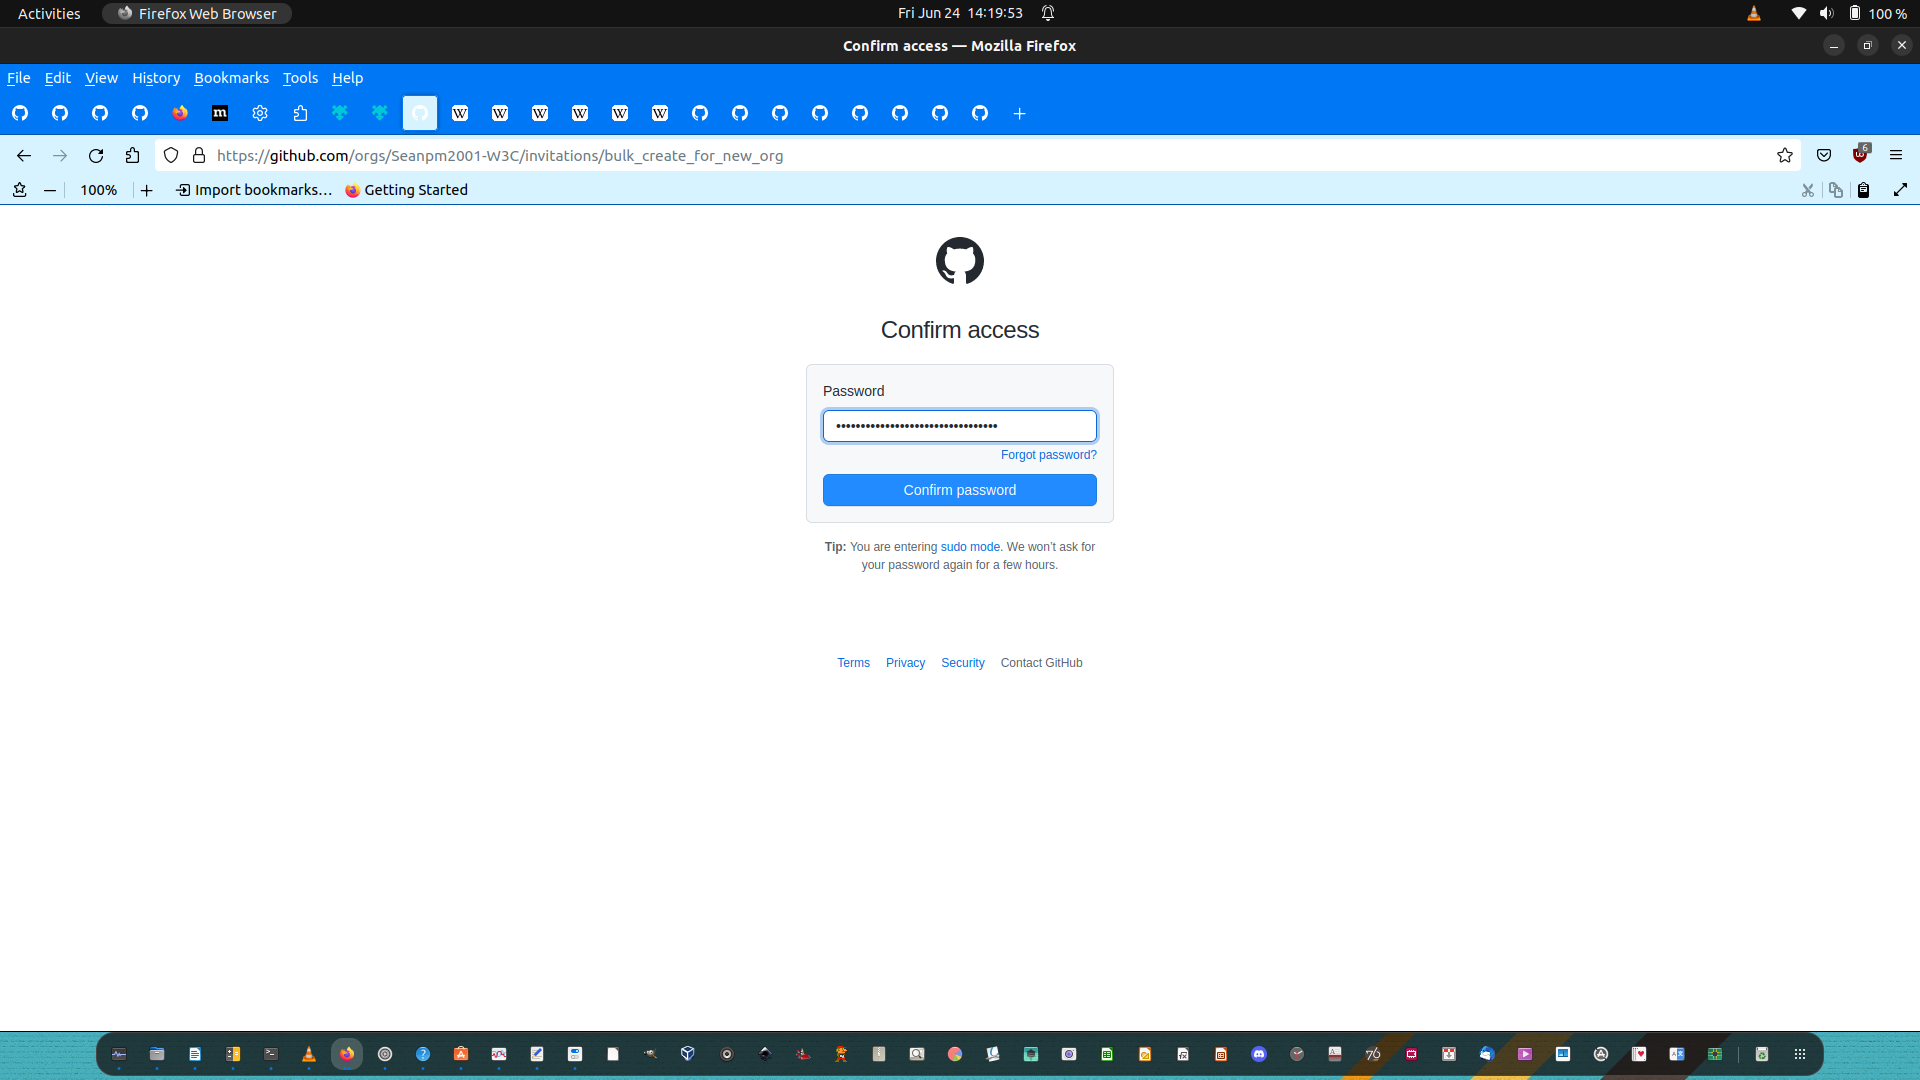 Activities
Firefox Web Browser
Fri Jun 24 14:19:53
100 %
Confirm access — Mozilla Firefox
File Edit View History Bookmarks Tools Help
https://github.com/orgs/Seanpm2001-W3C/invitations/bulk_create_for_new_org
6
100%
Import bookmarks…
Getting Started
Confirm access
Password
Forgot password?
Confirm password
Tip: You are entering sudo mode. We won't ask for
your password again for a few hours.
Terms Privacy Security Contact GitHub